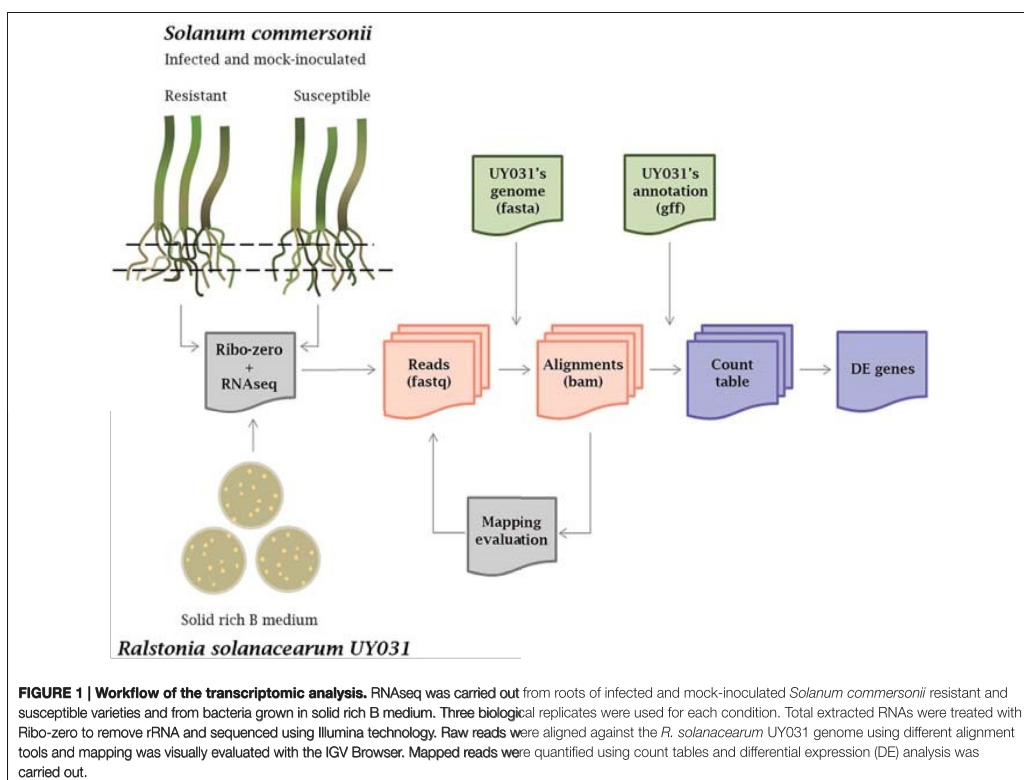 Solanum commersonii
Infected and mock-inoculated
Resistant
Susceptible
UY031's
genome
(fasta)
UY031's
annotation
(gff)
Ribo-zero
+
RNAseq
Reads
(fastq)
Alignments
(bam)
Count
table
DE genes
Mapping
evaluation
Solid rich B medium
Ralstonia solanacearum UY031
FIGURE 1 | Workflow of the transcriptomic analysis. RNAseq was carried out from roots of infected and mock-inoculated Solanum commersonii resistant and
susceptible varieties and from bacteria grown in solid rich B medium. Three biological replicates were used for each condition. Total extracted RNAs were treated with
Ribo-zero to remove rRNA and sequenced using Illumina technology. Raw reads were aligned against the R. solanacearum UY031 genome using different alignment
tools and mapping was visually evaluated with the IGV Browser. Mapped reads were quantified using count tables and differential expression (DE) analysis was
carried out.